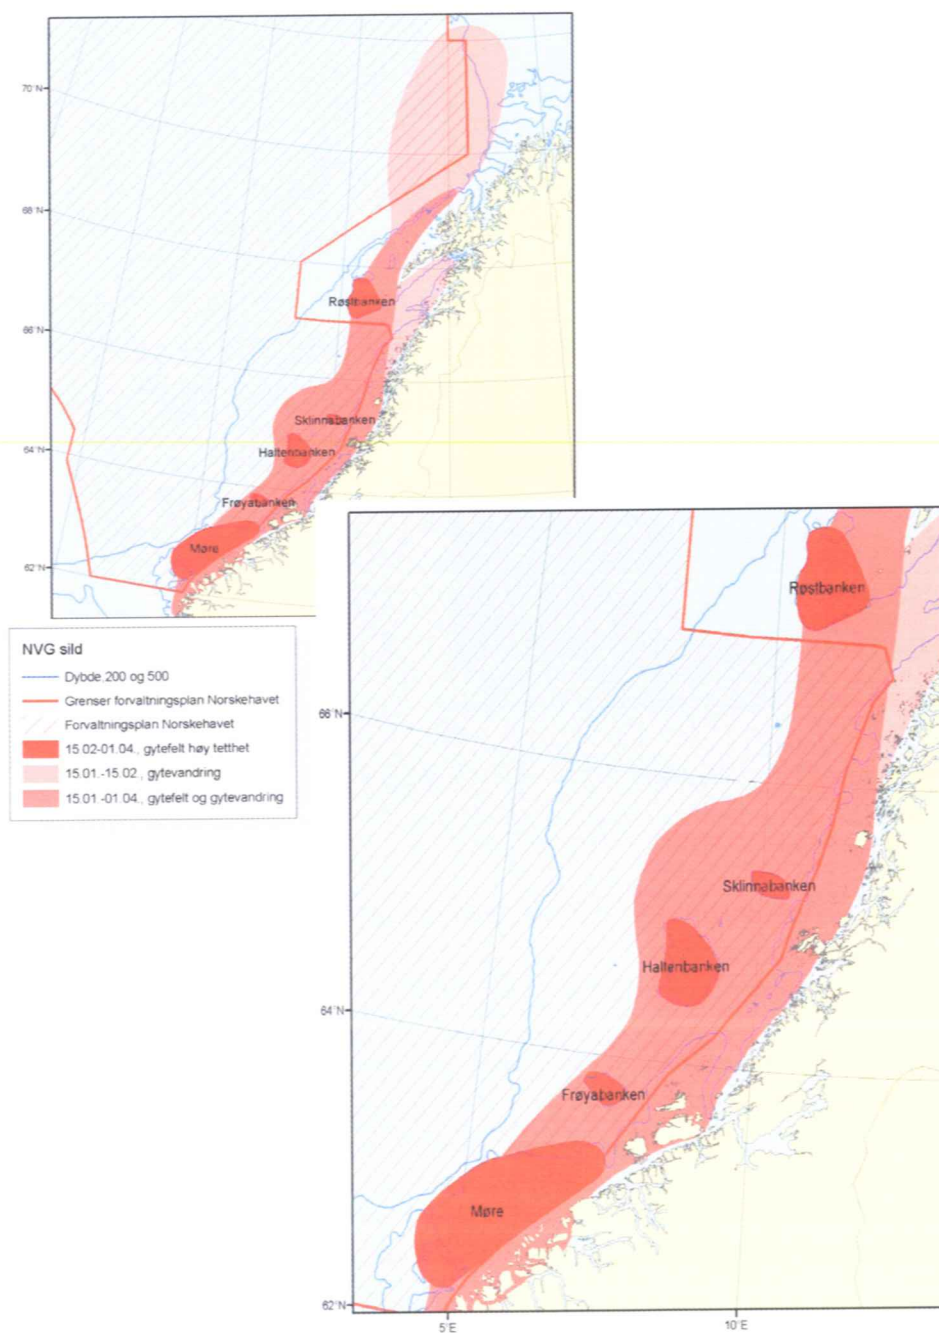 70°N
68°N
66°N
64°N
62°N
Røstbanken
Sklinnabanken
Haltenbanken
Frøyabanken
Møre
NVG sild
Dybde 200 og 500
Grenser forvaltningsplan Norskehavet
Forvaltningsplan Norskehavet
15.02-01.04., gytefelt høy tetthet
15.01.-15.02., gytevandring
15.01.-01.04., gytefelt og gytevandring
Røstbanken
66°N
Sklinnabanken
Haltenbanken
64°N
Frøyabanken
Møre
62°N
5°E
10°E